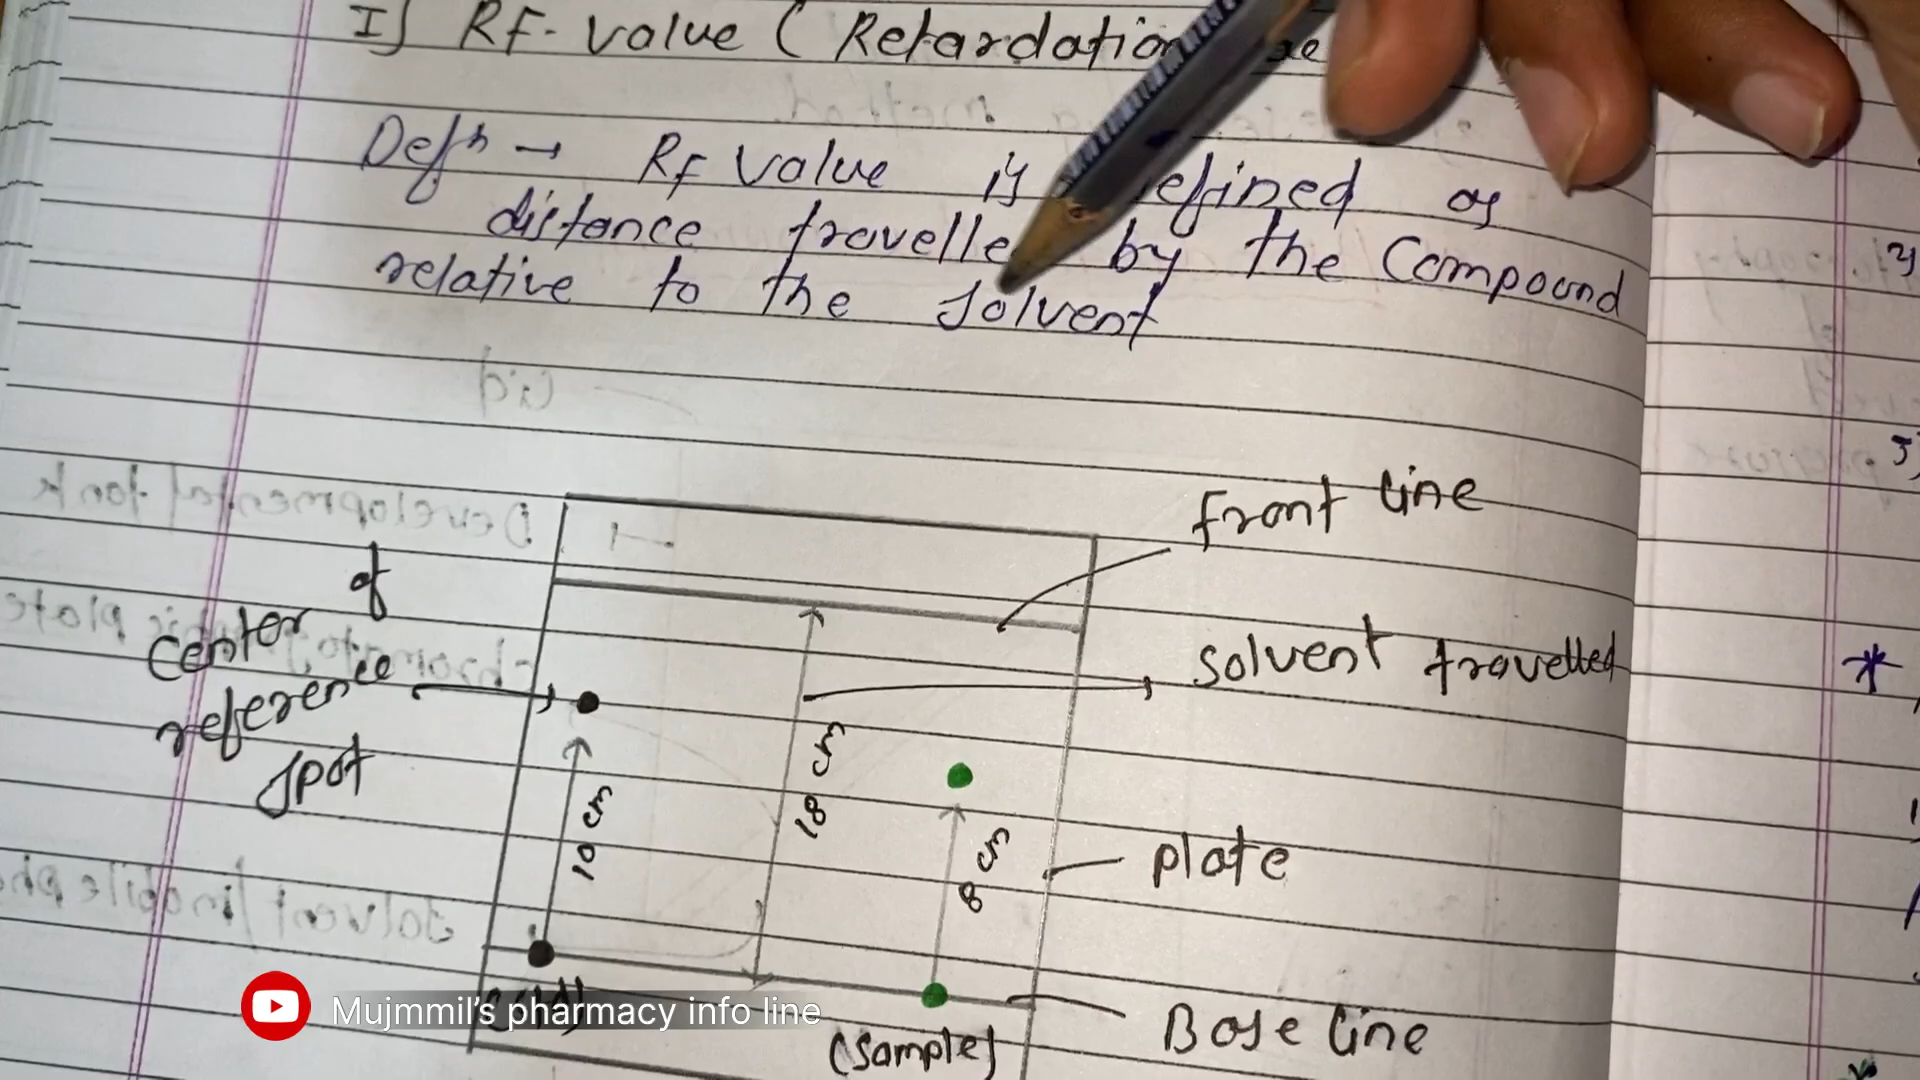 I) RF-value ( Retardation
Defn → RF value is efined as
distance travelle by the Compound
relative to the solvent
front line
of
center
reference
spot
solvent travelled
10 cm
18 cm
8 cm
plate
(Sample)
Base line
Mujmmil's pharmacy info line